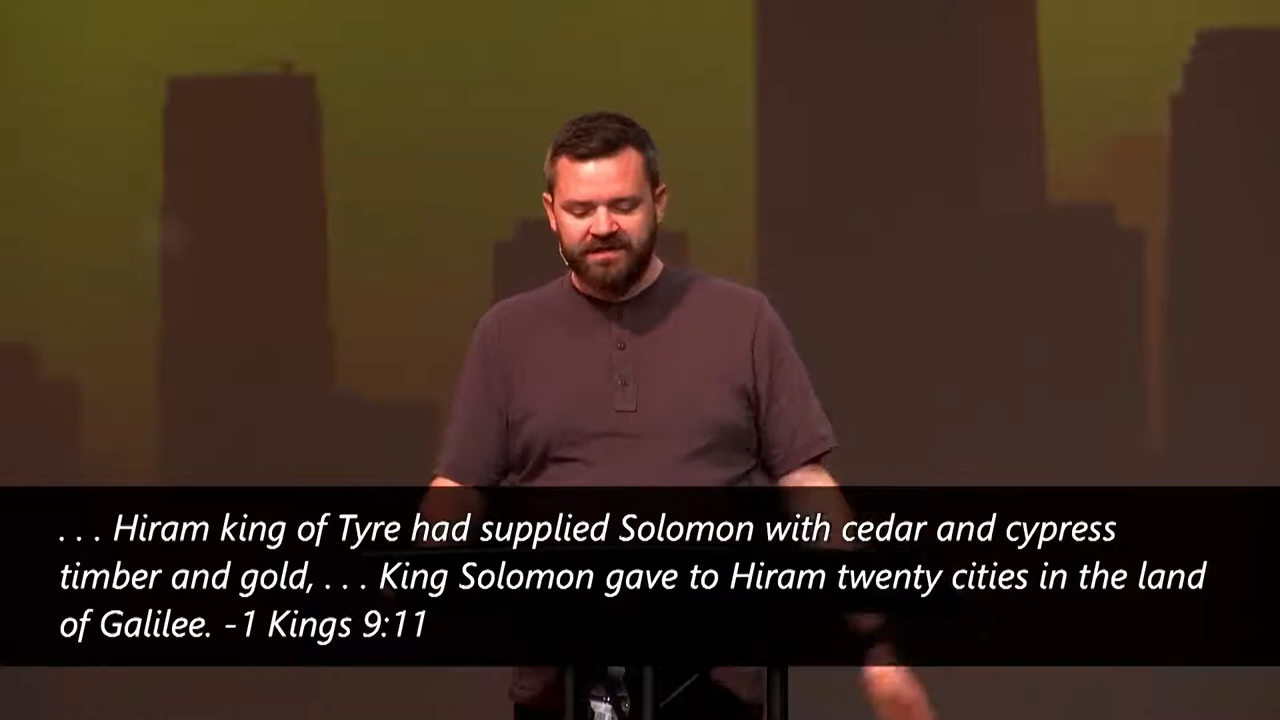 . . . Hiram king of Tyre had supplied Solomon with cedar and cypress
timber and gold, . . . King Solomon gave to Hiram twenty cities in the land
of Galilee. -1 Kings 9:11